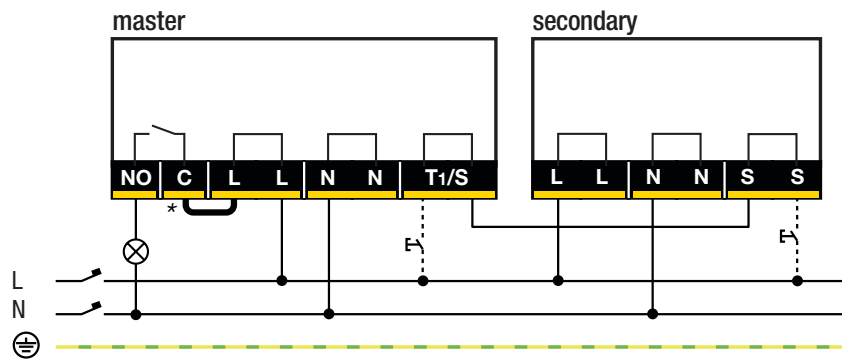 master
secondary
NO C L L N N T1/S
L L N N S S
*
L
N